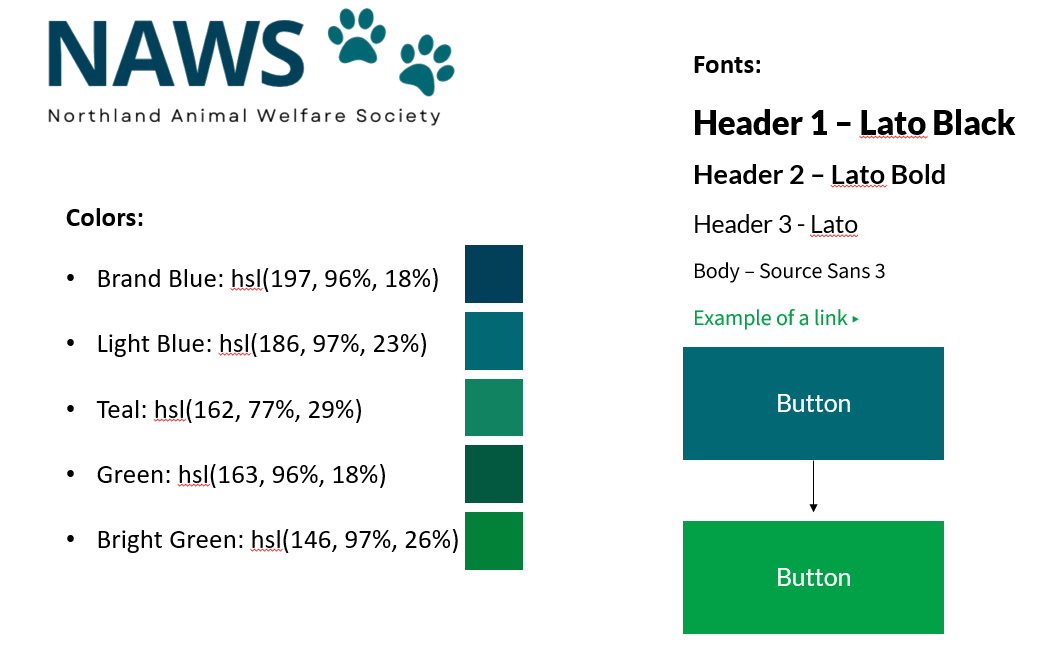 NAWS
Northland Animal Welfare Society
Colors:
• Brand Blue: hsl(197, 96%, 18%)
• Light Blue: hsl(186, 97%, 23%)
• Teal: hsl(162, 77%, 29%)
• Green: hsl(163, 96%, 18%)
• Bright Green: hsl(146, 97%, 26%)
Fonts:
Header 1 – Lato Black
Header 2 – Lato Bold
Header 3 - Lato
Body – Source Sans 3
Example of a link ▸
Button
Button